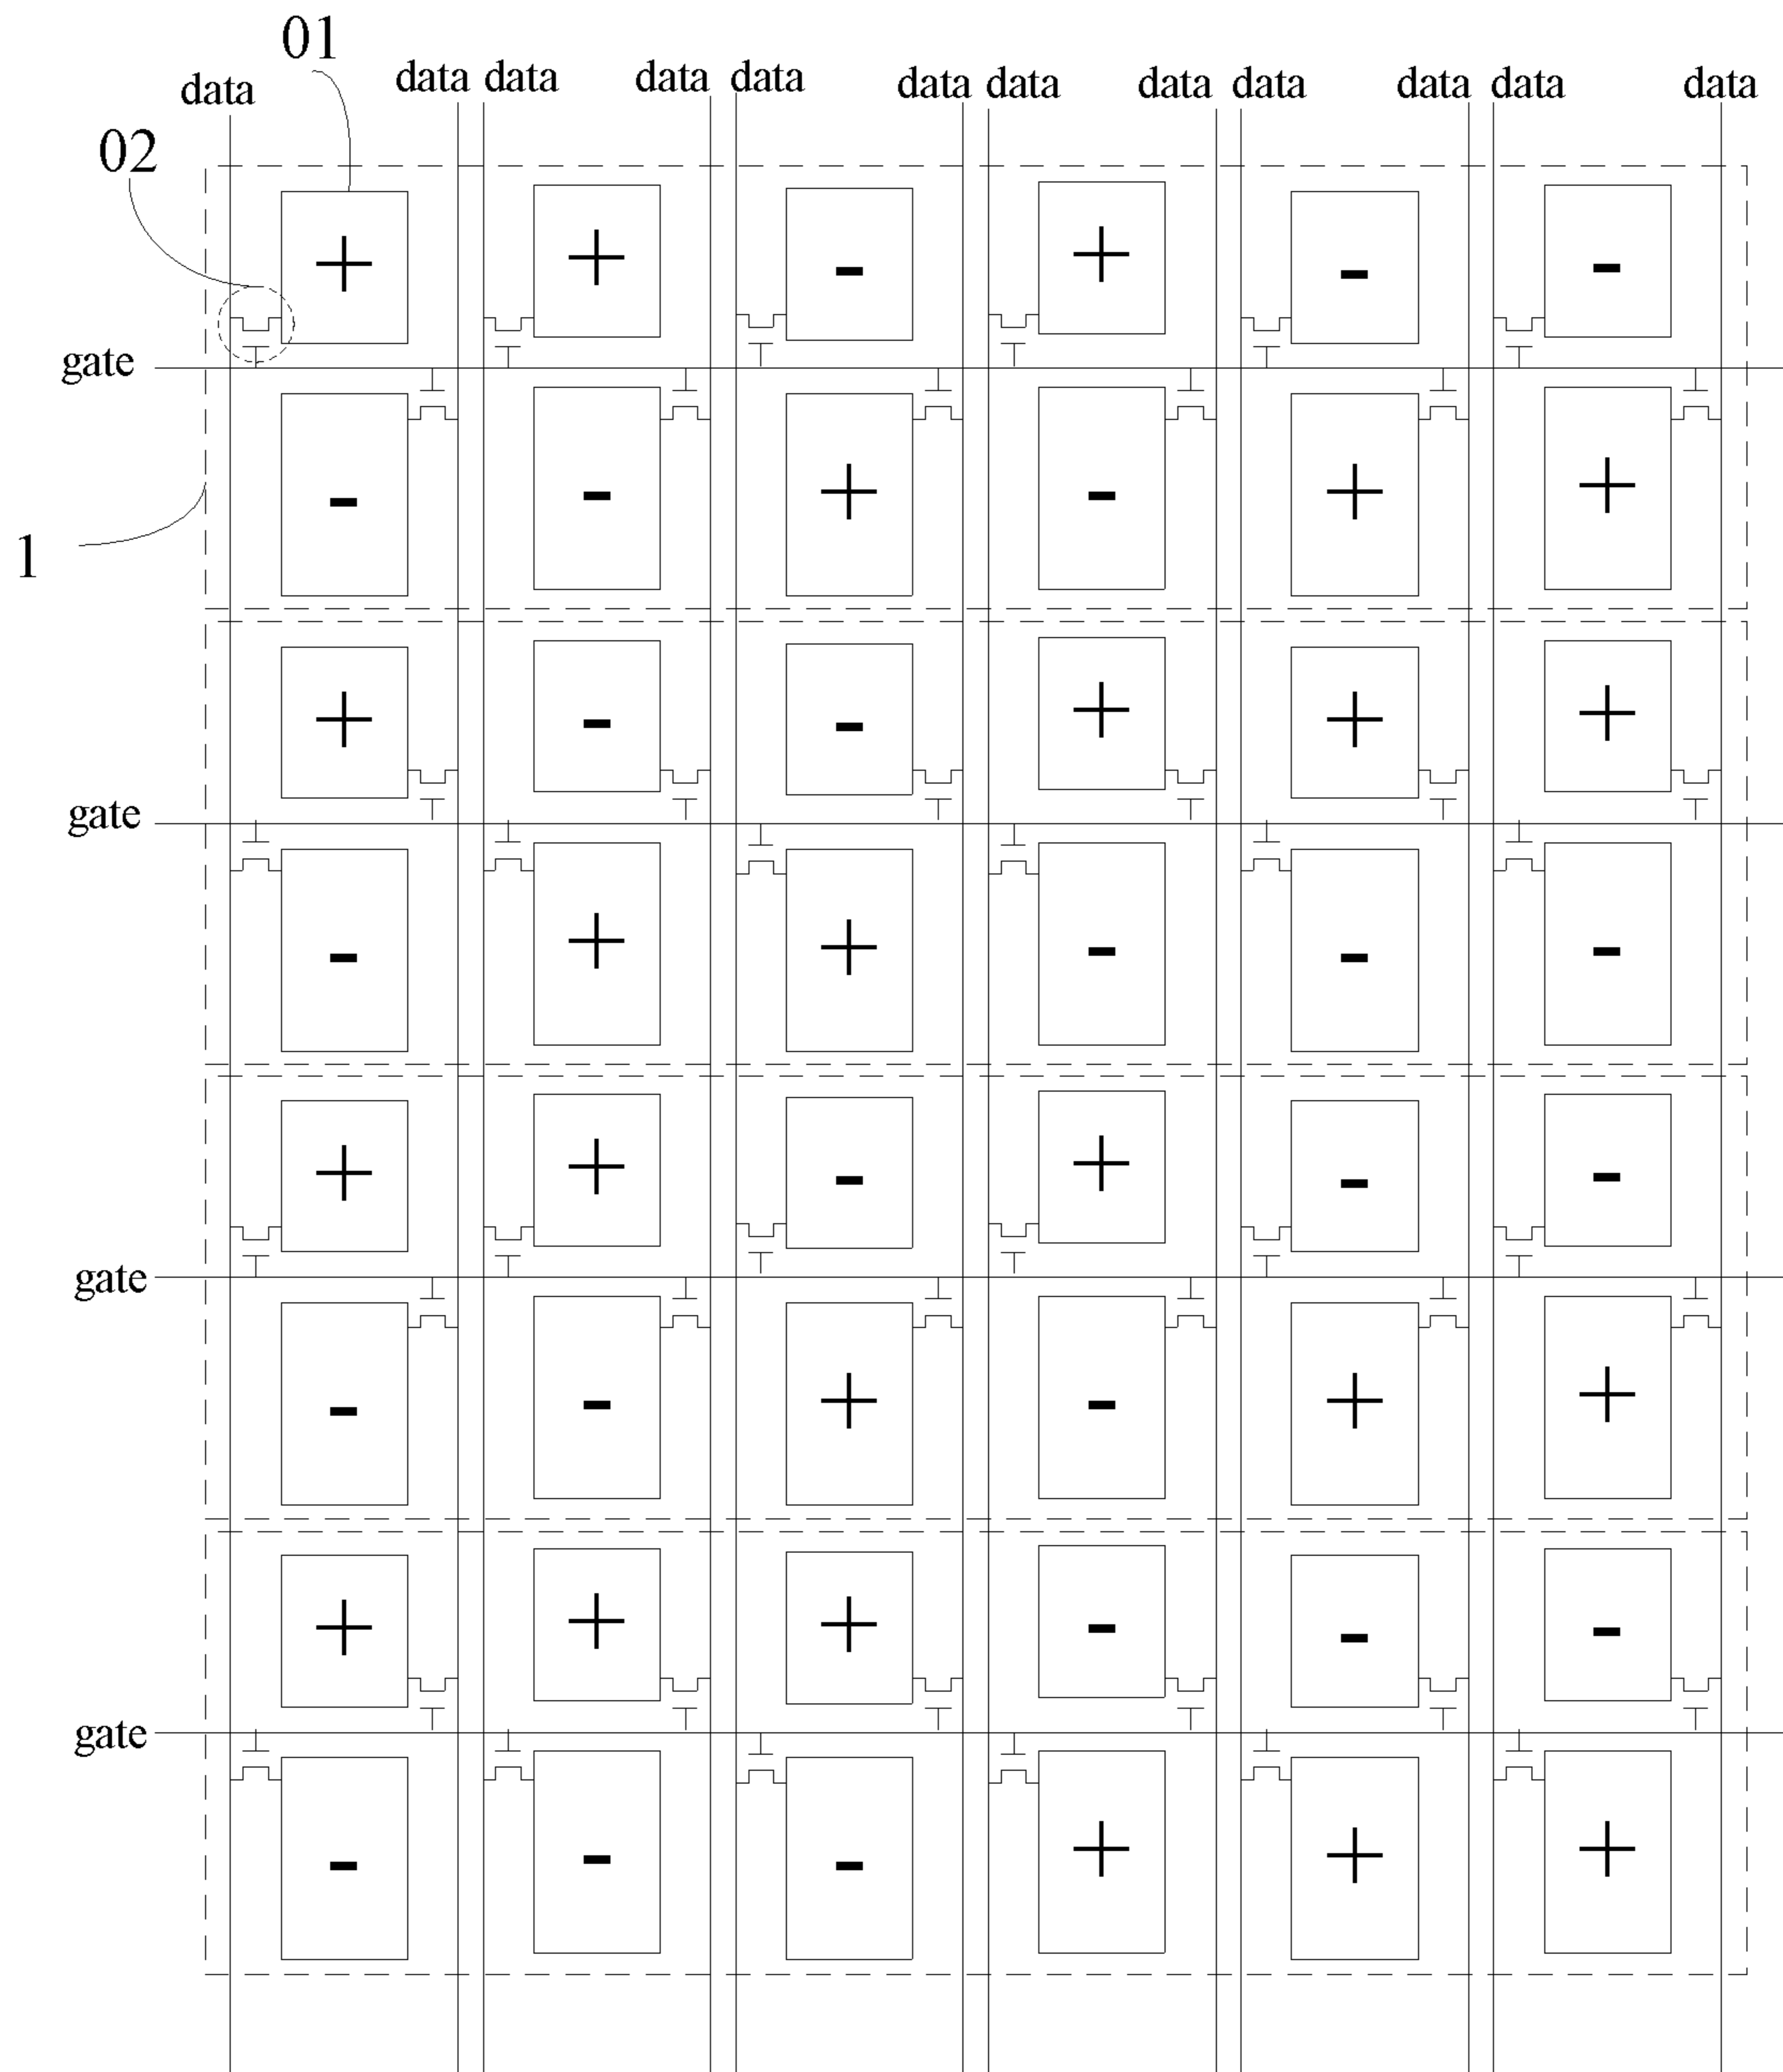 01
data data data data data data data data data data data data
02
+ + - + - -
gate
- - + - + +
1
+ - - + + +
gate
- + + - - -
+ + - + - -
gate
- - + - + +
+ + + - - -
gate
- - - + + +